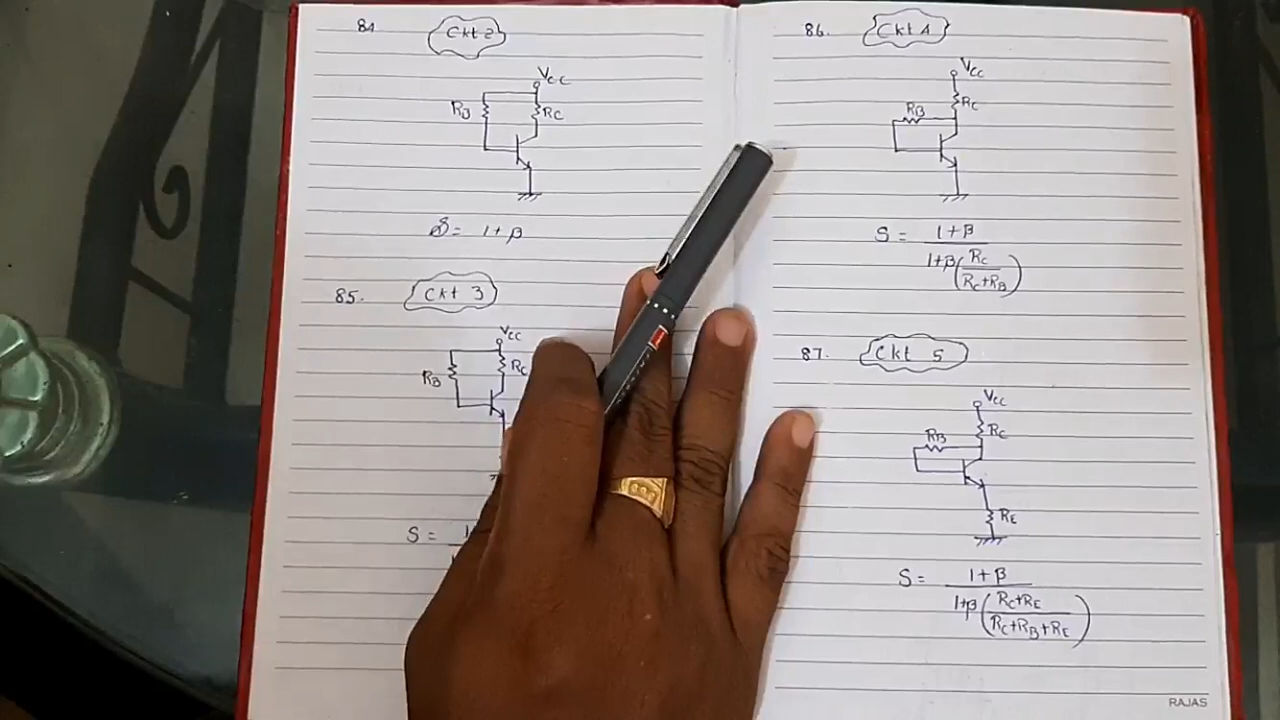 84.
Ckt 2
VCC
RB
RC
S = 1+β
85.
Ckt 3
VCC
RB
RC
S =
86.
Ckt 4
VCC
RC
RB
S = 1+β
1+β(RC
RC+RB)
87.
Ckt 5
VCC
RC
RB
RE
S = 1+β
1+β(RC+RE
RC+RB+RE)
RAJAS